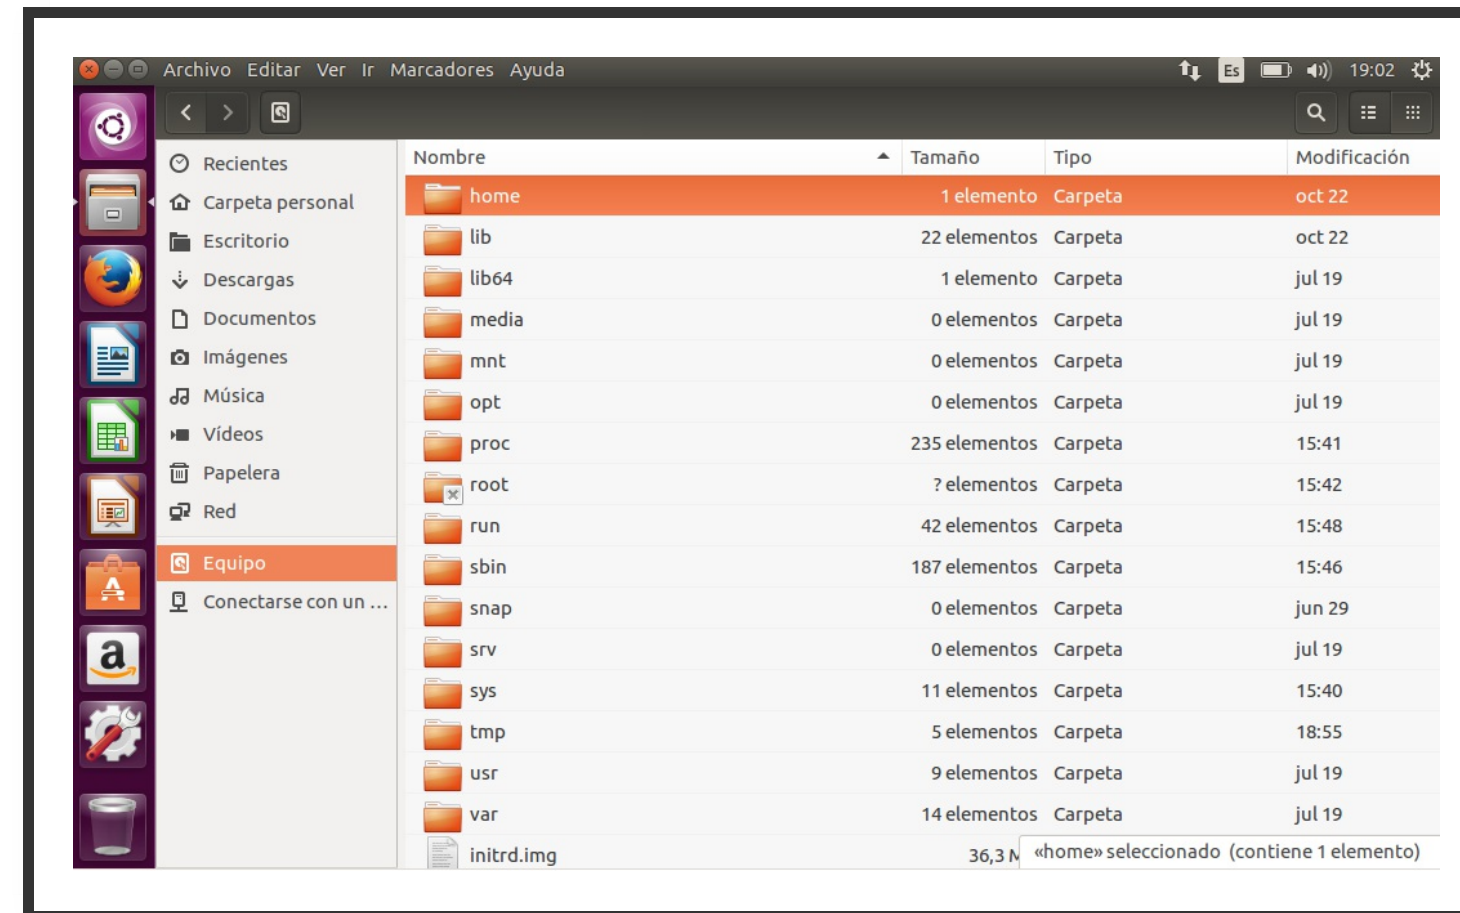 Archivo Editar Ver Ir Marcadores Ayuda
Es 19:02
Nombre Tamaño Tipo Modificación
Recientes
Carpeta personal
Escritorio
Descargas
Documentos
Imágenes
Música
Vídeos
Papelera
Red
Equipo
Conectarse con un ...
home 1 elemento Carpeta oct 22
lib 22 elementos Carpeta oct 22
lib64 1 elemento Carpeta jul 19
media 0 elementos Carpeta jul 19
mnt 0 elementos Carpeta jul 19
opt 0 elementos Carpeta jul 19
proc 235 elementos Carpeta 15:41
root ? elementos Carpeta 15:42
run 42 elementos Carpeta 15:48
sbin 187 elementos Carpeta 15:46
snap 0 elementos Carpeta jun 29
srv 0 elementos Carpeta jul 19
sys 11 elementos Carpeta 15:40
tmp 5 elementos Carpeta 18:55
usr 9 elementos Carpeta jul 19
var 14 elementos Carpeta jul 19
initrd.img 36,3 M
«home» seleccionado (contiene 1 elemento)
a